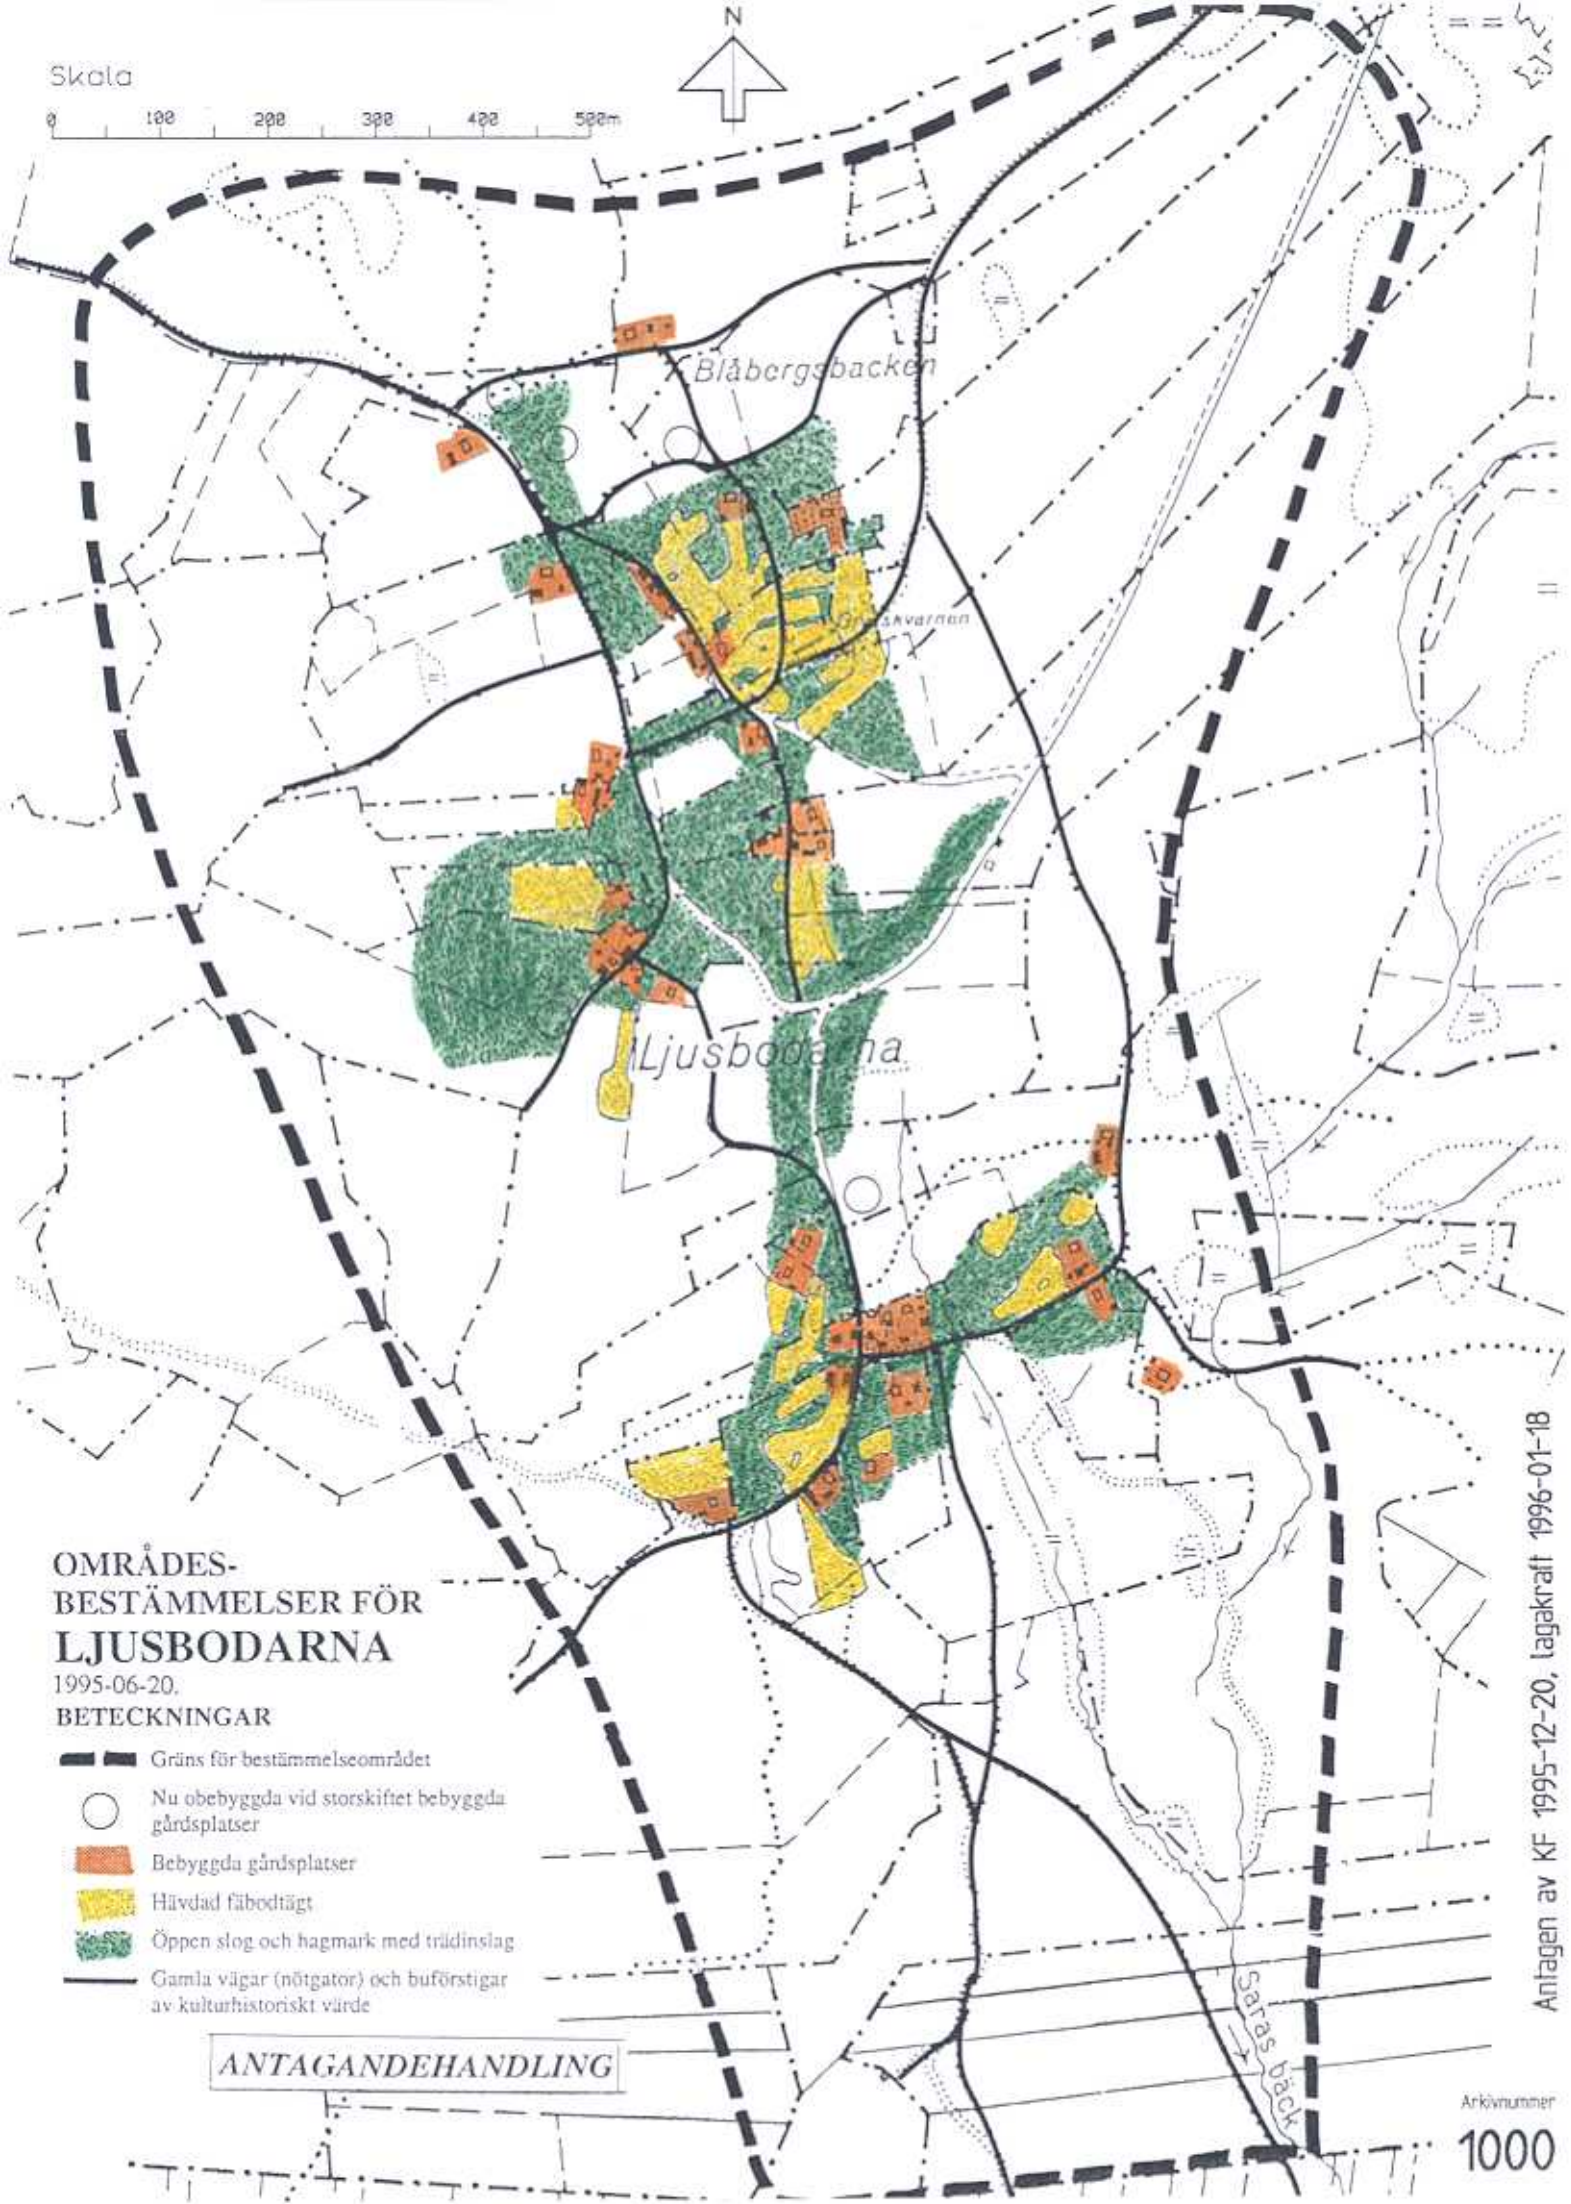 N
Skala
0 100 200 300 400 500m
Blåbergsbacken
Ljusbodarna
OMRÅDES-
BESTÄMMELSER FÖR
LJUSBODARNA
1995-06-20.
BETECKNINGAR
Gräns för bestämmelseområdet
Nu obebyggda vid storskiftet bebyggda
gårdsplatser
Bebyggda gårdsplatser
Hävdad fäbodtägt
Öppen slog och hagmark med trädinslag
Gamla vägar (nötgator) och buförstigar
av kulturhistoriskt värde
ANTAGANDEHANDLING
Saras bäck
Antagen av KF 1995-12-20, lagakraft 1996-01-18
Arkivnummer
1000